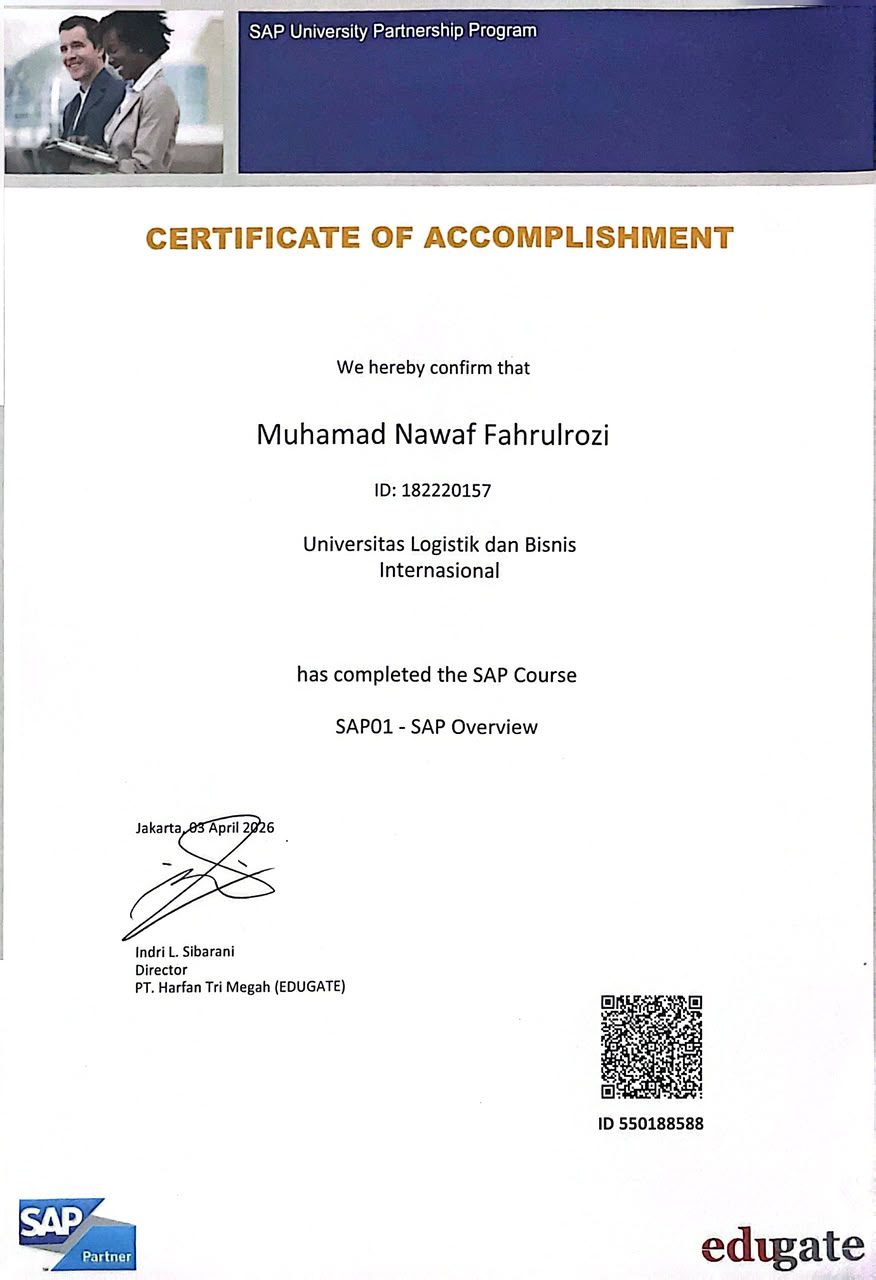 SAP University Partnership Program
CERTIFICATE OF ACCOMPLISHMENT
We hereby confirm that
Muhamad Nawaf Fahrulrozi
ID: 182220157
Universitas Logistik dan Bisnis
Internasional
has completed the SAP Course
SAP01 - SAP Overview
Jakarta, 03 April 2026
Indri L. Sibarani
Director
PT. Harfan Tri Megah (EDUGATE)
ID 550188588
SAP
Partner
edugate